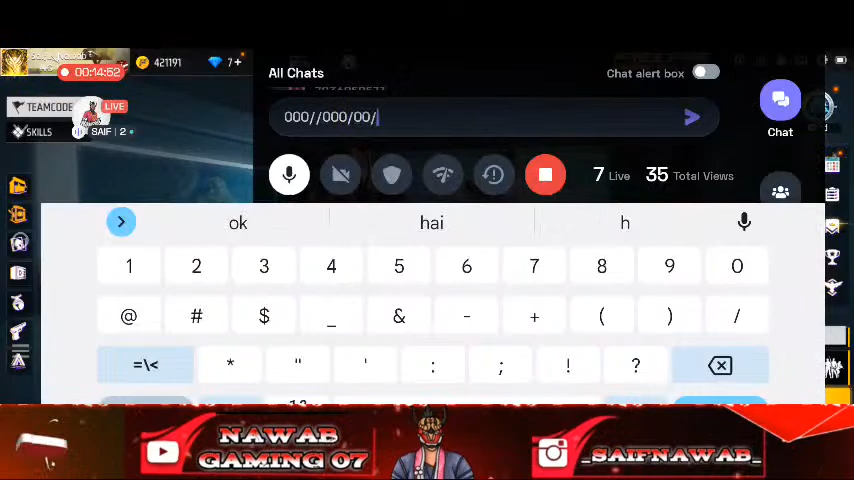 421191
7+
00:14:52
All Chats
Chat alert box
TEAMCODE
LIVE
000//000/00/
SKILLS
SAIF | 2
Chat
7 Live
35 Total Views
ok
hai
h
1 2 3 4 5 6 7 8 9 0
@ # $ _ & - + ( ) /
=\< * " ' : ; ! ?
NAWAB
GAMING 07
_SAIFNAWAB_